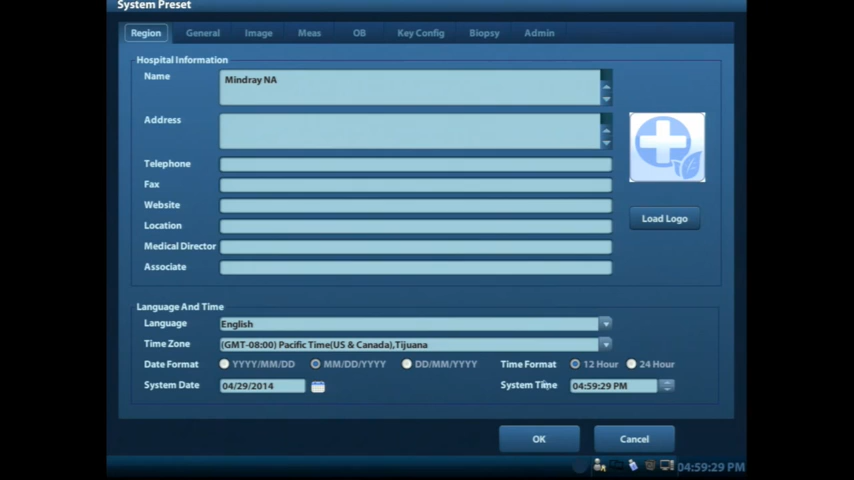 System Preset
Region General Image Meas OB Key Config Biopsy Admin
Hospital Information
Name Mindray NA
Address
Telephone
Fax
Website
Load Logo
Location
Medical Director
Associate
Language And Time
Language English
Time Zone (GMT-08:00) Pacific Time(US & Canada),Tijuana
Date Format YYYY/MM/DD MM/DD/YYYY DD/MM/YYYY Time Format 12 Hour 24 Hour
System Date 04/29/2014 System Time 04:59:29 PM
OK Cancel
04:59:29 PM